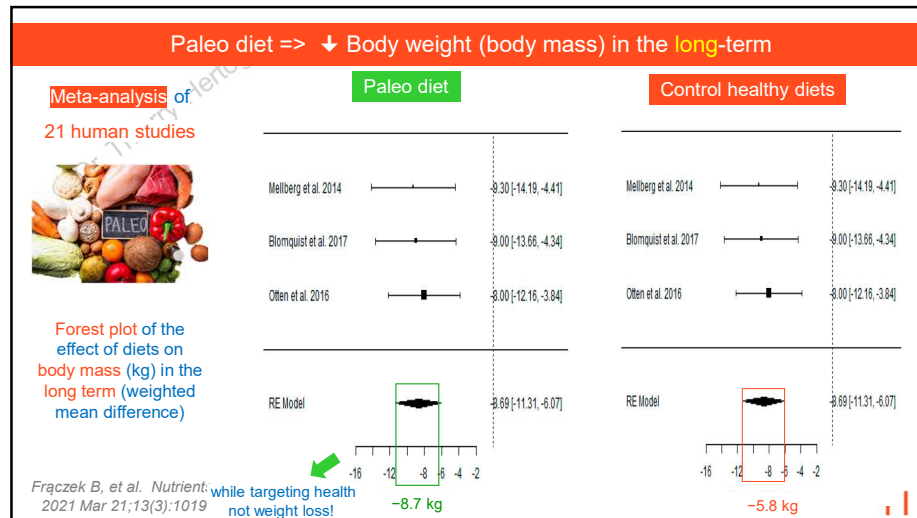 Paleo diet => ↓ Body weight (body mass) in the long-term
Meta-analysis of
21 human studies
PALEO
Forest plot of the
effect of diets on
body mass (kg) in the
long term (weighted
mean difference)
Frączek B, et al. Nutrients
2021 Mar 21;13(3):1019
Paleo diet
Mellberg et al. 2014 -9.30 [-14.19, -4.41]
Blomquist et al. 2017 -9.00 [-13.66, -4.34]
Otten et al. 2016 -8.00 [-12.16, -3.84]
RE Model -8.69 [-11.31, -6.07]
-16 -12 -8 -6 -4 -2
while targeting health
not weight loss!
−8.7 kg
Control healthy diets
Mellberg et al. 2014 -9.30 [-14.19, -4.41]
Blomquist et al. 2017 -9.00 [-13.66, -4.34]
Otten et al. 2016 -8.00 [-12.16, -3.84]
RE Model -8.69 [-11.31, -6.07]
-16 -12 -8 -6 -4 -2
−5.8 kg